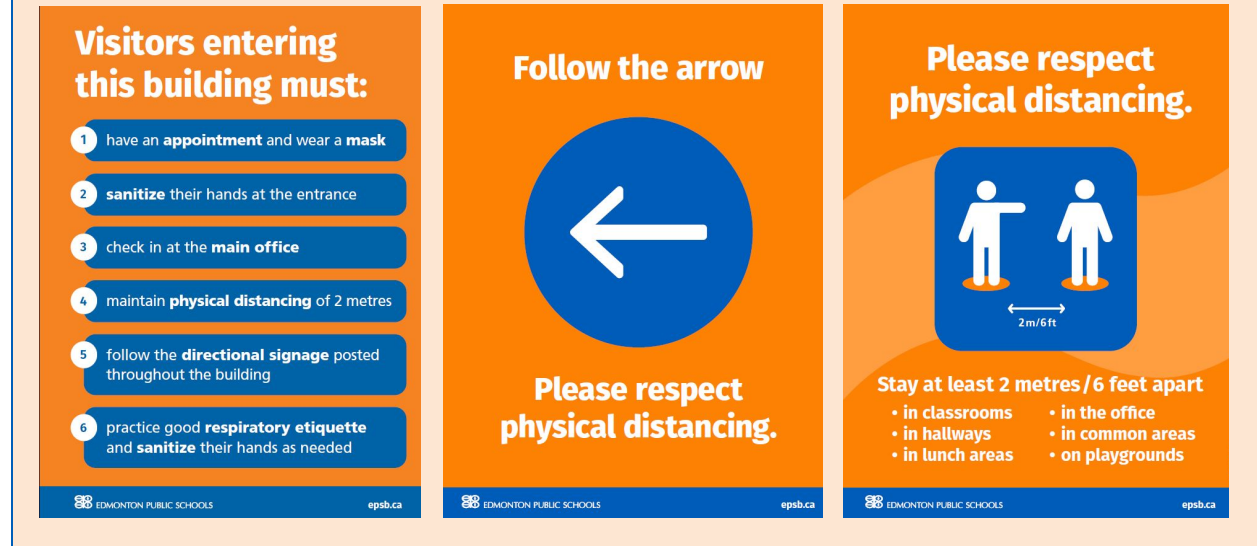 Visitors entering
this building must:
1 have an appointment and wear a mask
2 sanitize their hands at the entrance
3 check in at the main office
4 maintain physical distancing of 2 metres
5 follow the directional signage posted
throughout the building
6 practice good respiratory etiquette
and sanitize their hands as needed
EDMONTON PUBLIC SCHOOLS epsb.ca
Follow the arrow
Please respect
physical distancing.
EDMONTON PUBLIC SCHOOLS epsb.ca
Please respect
physical distancing.
2m/6ft
Stay at least 2 metres/6 feet apart
• in classrooms
• in hallways
• in lunch areas
• in the office
• in common areas
• on playgrounds
EDMONTON PUBLIC SCHOOLS epsb.ca